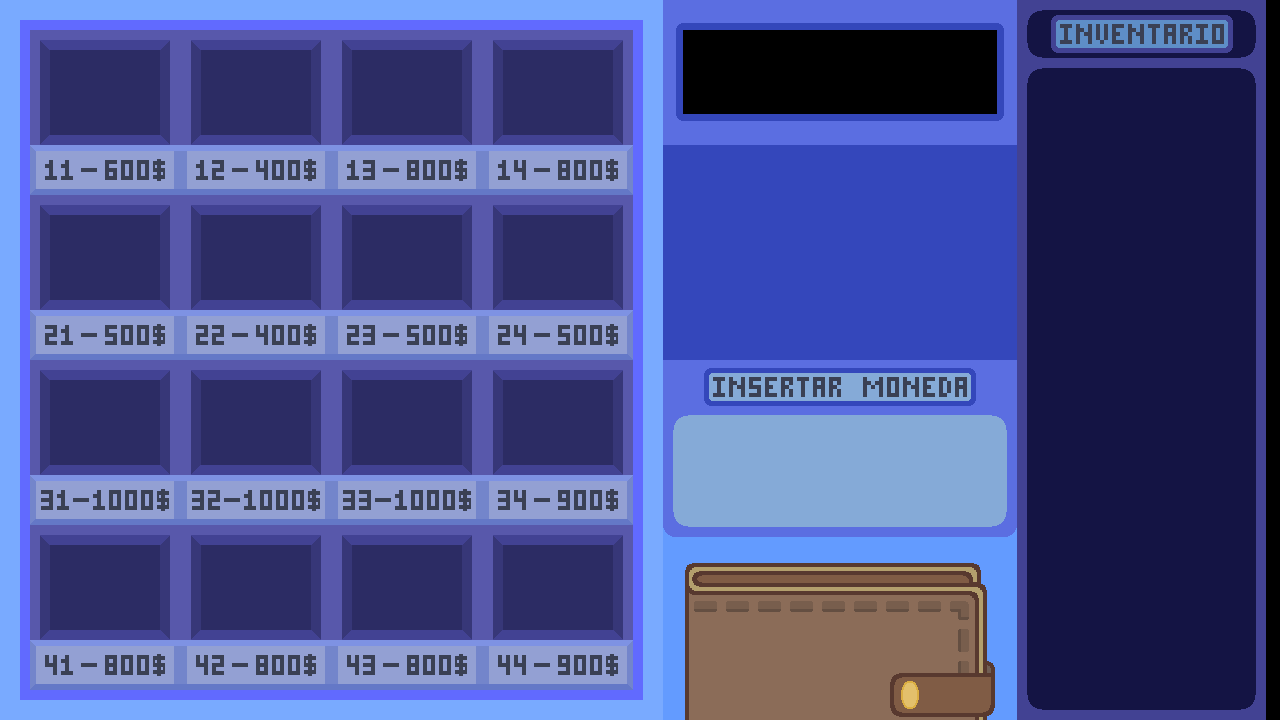 INVENTARIO
11-600$ 12-400$ 13-800$ 14-800$
21-500$ 22-400$ 23-500$ 24-500$
INSERTAR MONEDA
31-1000$ 32-1000$ 33-1000$ 34-900$
41-800$ 42-800$ 43-800$ 44-900$